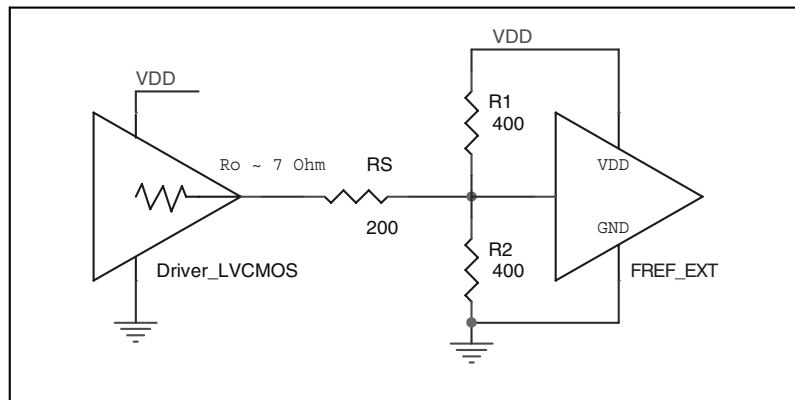 VDD
VDD
R1
400
Ro ~ 7 Ohm
RS
VDD
200
GND
R2
400
Driver_LVCMOS
FREF_EXT